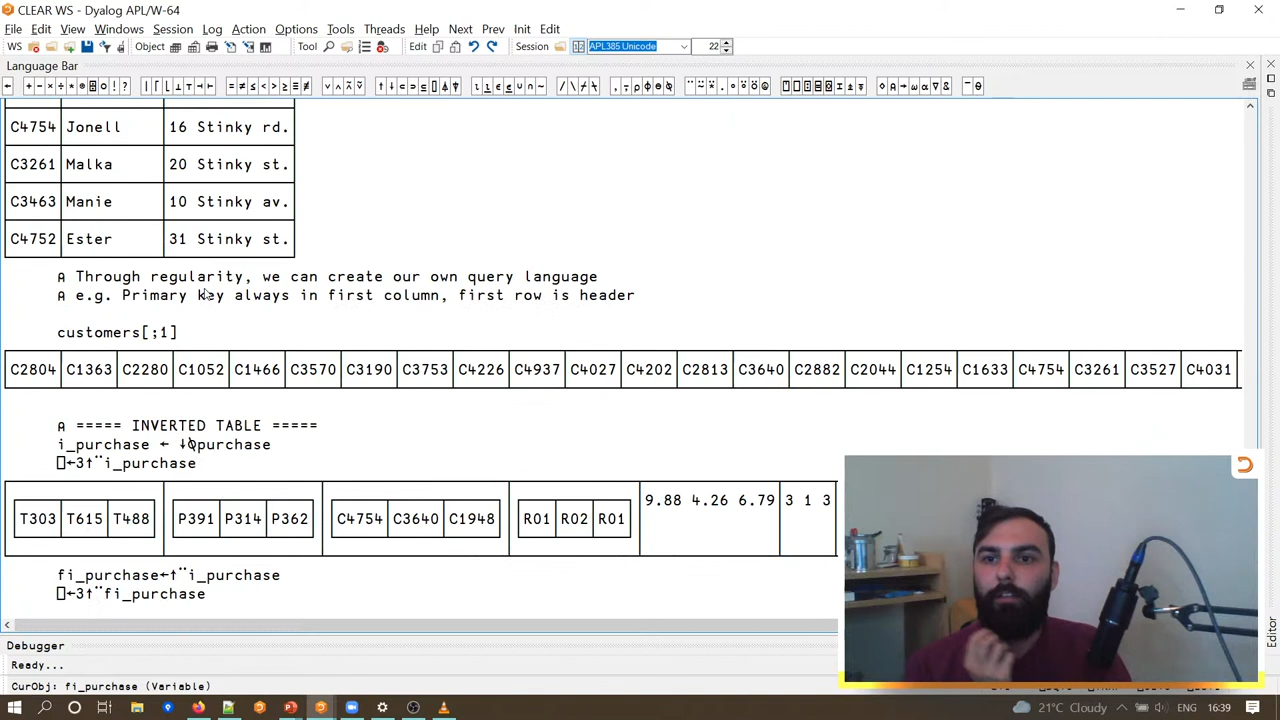 CLEAR WS - Dyalog APL/W-64
File Edit View Windows Session Log Action Options Tools Threads Help Next Prev Init Edit
WS Object Tool Edit Session APL385 Unicode 22
Language Bar
C4754 Jonell 16 Stinky rd.
C3261 Malka 20 Stinky st.
C3463 Manie 10 Stinky av.
C4752 Ester 31 Stinky st.
⍝ Through regularity, we can create our own query language
⍝ e.g. Primary key always in first column, first row is header
customers[;1]
C2804 C1363 C2280 C1052 C1466 C3570 C3190 C3753 C4226 C4937 C4027 C4202 C2813 C3640 C2882 C2044 C1254 C1633 C4754 C3261 C3527 C4031
⍝ ===== INVERTED TABLE =====
i_purchase ← ↓⍉purchase
⎕←3↑¨i_purchase
T303 T615 T488 P391 P314 P362 C4754 C3640 C1948 R01 R02 R01 9.88 4.26 6.79 3 1 3
fi_purchase←↑¨i_purchase
⎕←3↑¨fi_purchase
Editor
Debugger
Ready...
CurObj: fi_purchase (Variable)
21°C Cloudy ENG 16:39